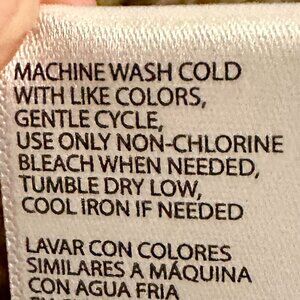 MACHINE WASH COLD
WITH LIKE COLORS,
GENTLE CYCLE,
USE ONLY NON-CHLORINE
BLEACH WHEN NEEDED,
TUMBLE DRY LOW,
COOL IRON IF NEEDED
LAVAR CON COLORES
SIMILARES A MÁQUINA
CON AGUA FRIA